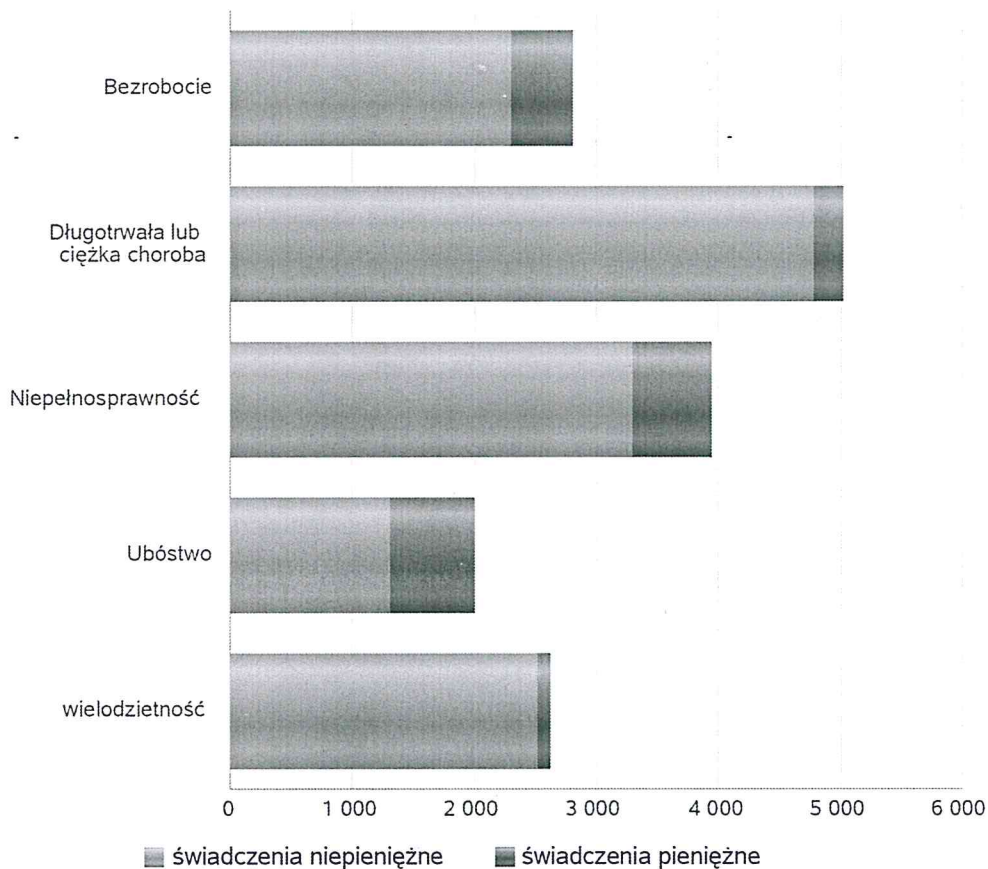 Bezrobocie
Długotrwała lub
ciężka choroba
Niepełnosprawność
Ubóstwo
wielodzietność
0 1 000 2 000 3 000 4 000 5 000 6 000
świadczenia niepieniężne świadczenia pieniężne